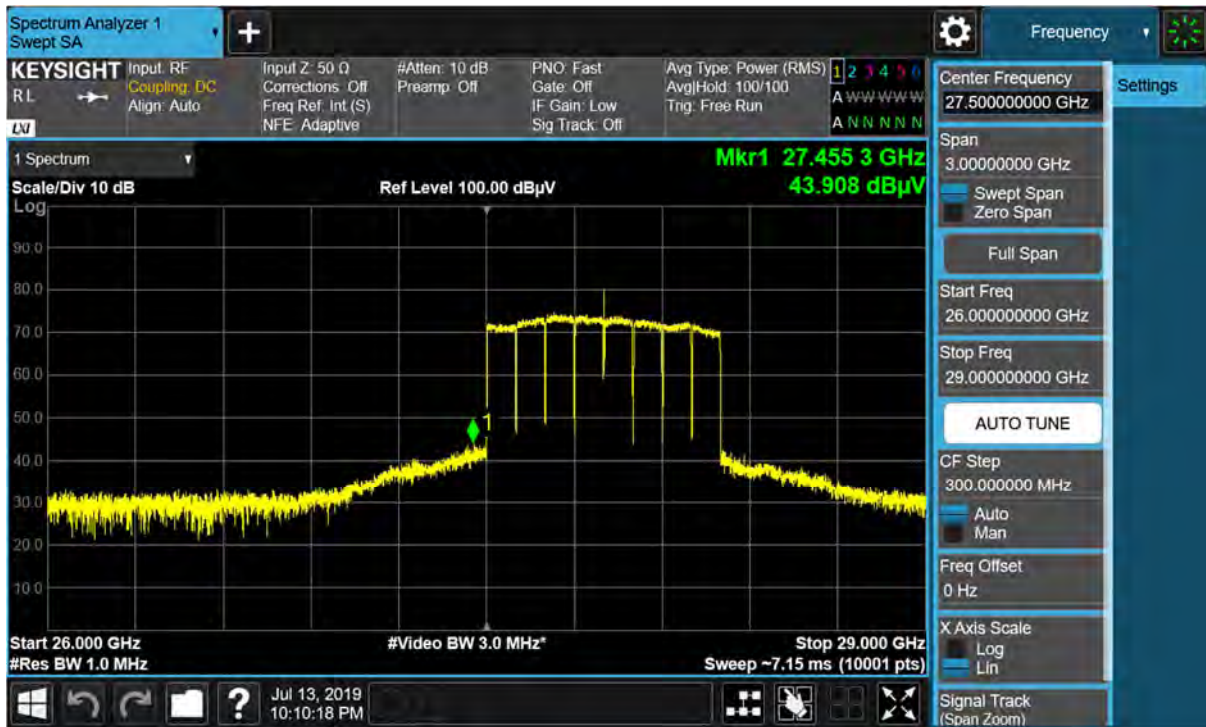 Spectrum Analyzer 1
Swept SA
+
Frequency
KEYSIGHT
RL
LXI
Input: RF
Coupling: DC
Align: Auto
Input Z: 50 Ω
Corrections: Off
Freq Ref: Int (S)
NFE: Adaptive
#Atten: 10 dB
Preamp: Off
PNO: Fast
Gate: Off
IF Gain: Low
Sig Track: Off
Avg Type: Power (RMS)
Avg|Hold: 100/100
Trig: Free Run
1 2 3 4 5 6
A W W W W W
A N N N N N
1 Spectrum
Scale/Div 10 dB
Log
Ref Level 100.00 dBµV
Mkr1 27.455 3 GHz
43.908 dBµV
90.0
80.0
70.0
60.0
50.0
40.0
30.0
20.0
10.0
1
Start 26.000 GHz
#Res BW 1.0 MHz
#Video BW 3.0 MHz*
Stop 29.000 GHz
Sweep ~7.15 ms (10001 pts)
Center Frequency
27.500000000 GHz
Settings
Span
3.00000000 GHz
Swept Span
Zero Span
Full Span
Start Freq
26.000000000 GHz
Stop Freq
29.000000000 GHz
AUTO TUNE
CF Step
300.000000 MHz
Auto
Man
Freq Offset
0 Hz
X Axis Scale
Log
Lin
Signal Track
(Span Zoom)
?
Jul 13, 2019
10:10:18 PM